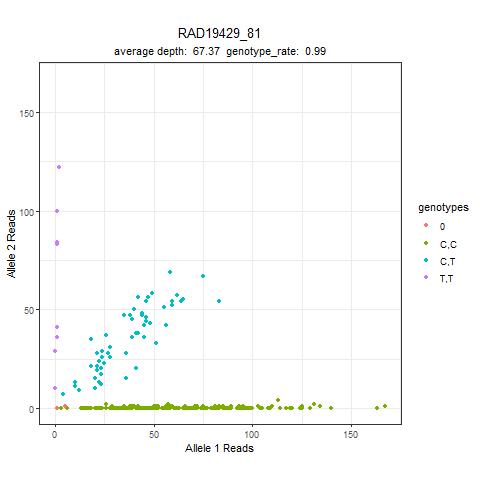 RAD19429_81
average depth:  67.37  genotype_rate:  0.99
150
100
50
0
Allele 2 Reads
0
50
100
150
Allele 1 Reads
genotypes
0
C,C
C,T
T,T